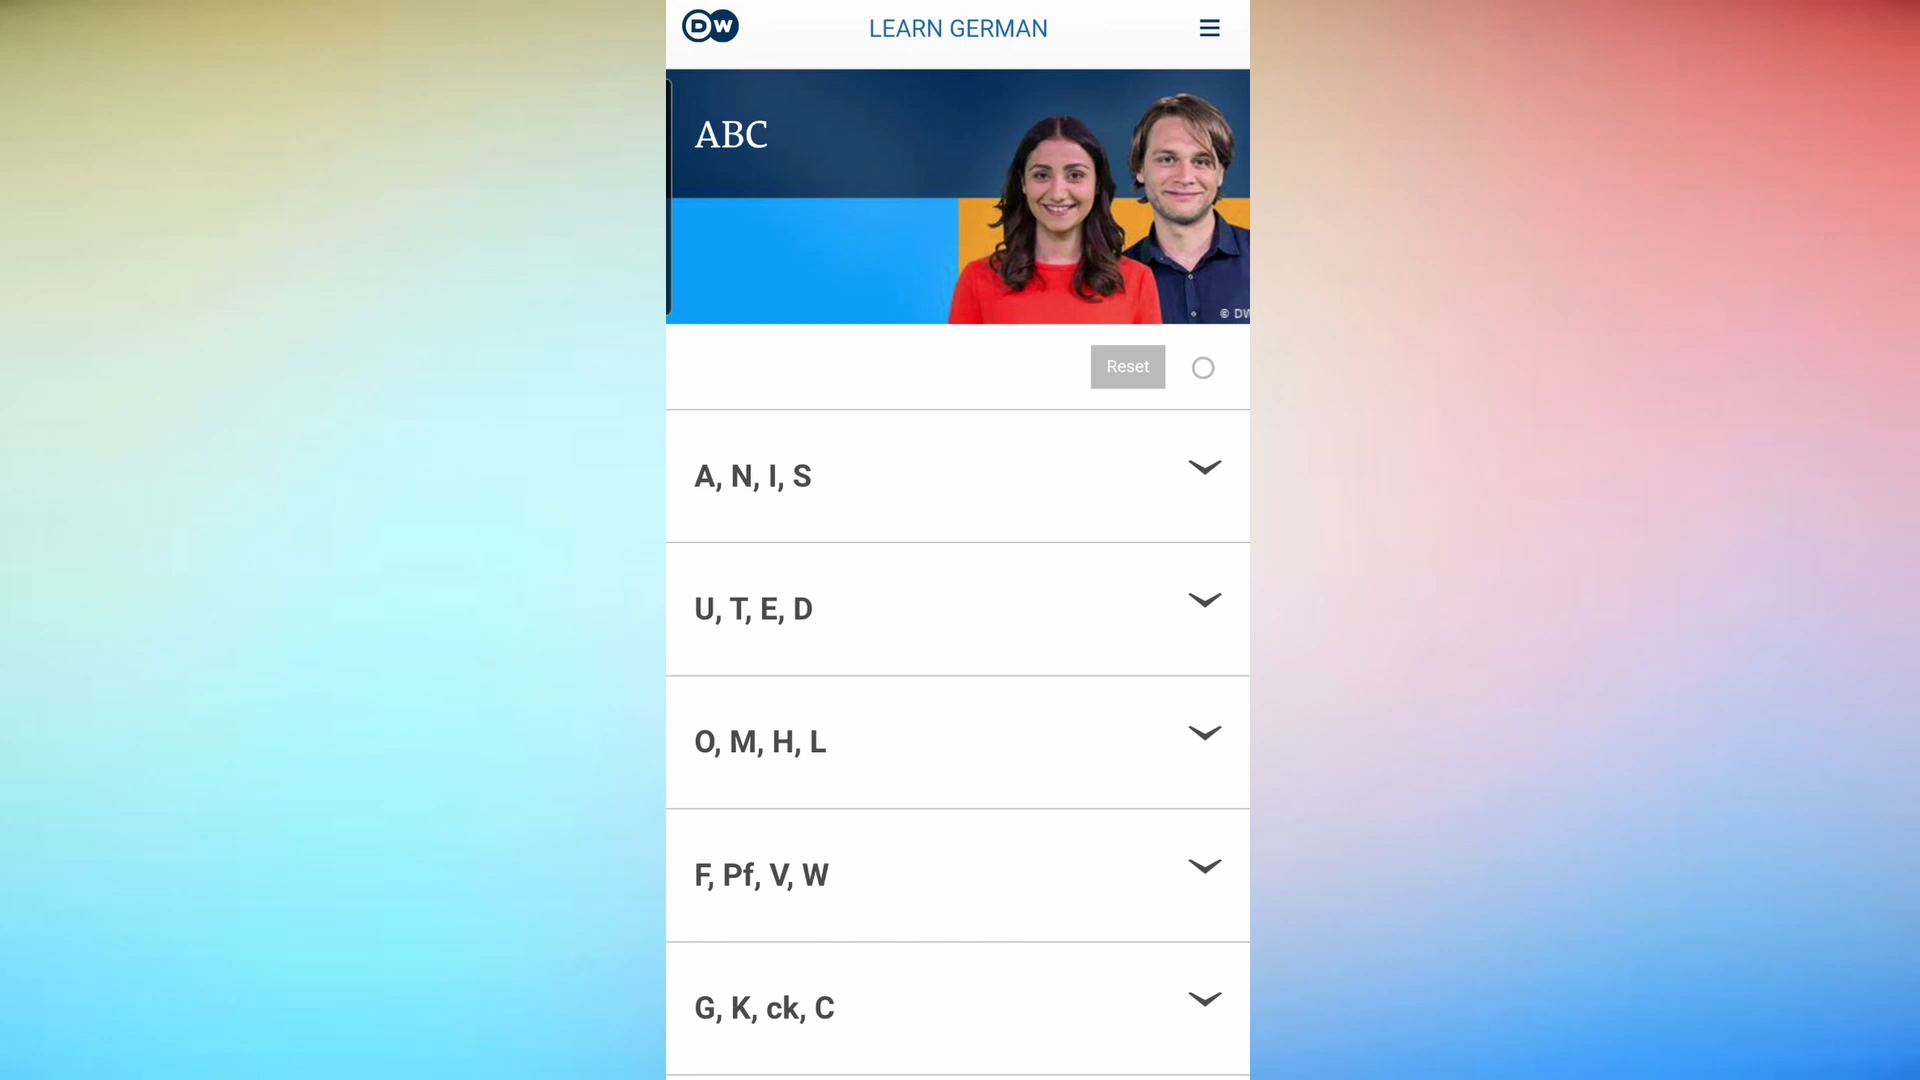 DW
LEARN GERMAN
ABC
© DW
Reset
A, N, I, S
U, T, E, D
O, M, H, L
F, Pf, V, W
G, K, ck, C